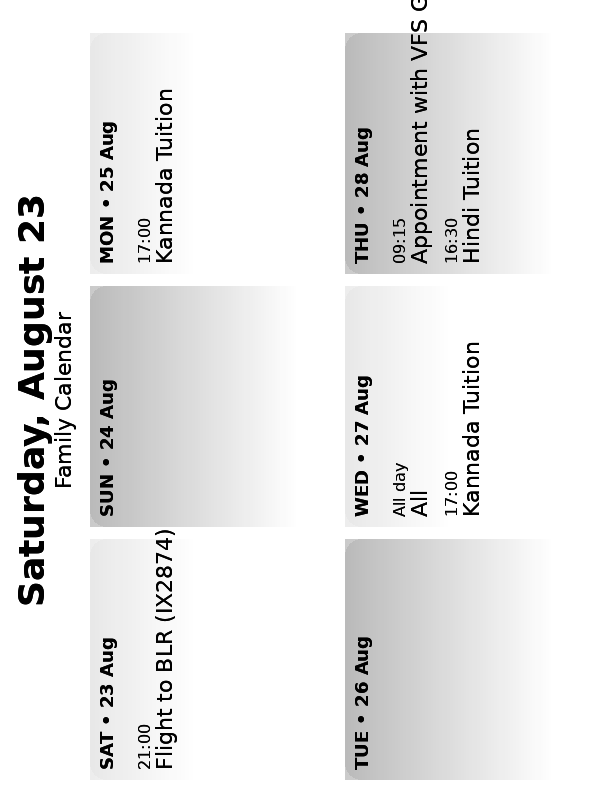 Saturday, August 23
Family Calendar
SAT • 23 Aug
21:00
Flight to BLR (IX2874)
SUN • 24 Aug
MON • 25 Aug
17:00
Kannada Tuition
TUE • 26 Aug
WED • 27 Aug
All day
All
17:00
Kannada Tuition
THU • 28 Aug
09:15
Appointment with VFS
16:30
Hindi Tuition